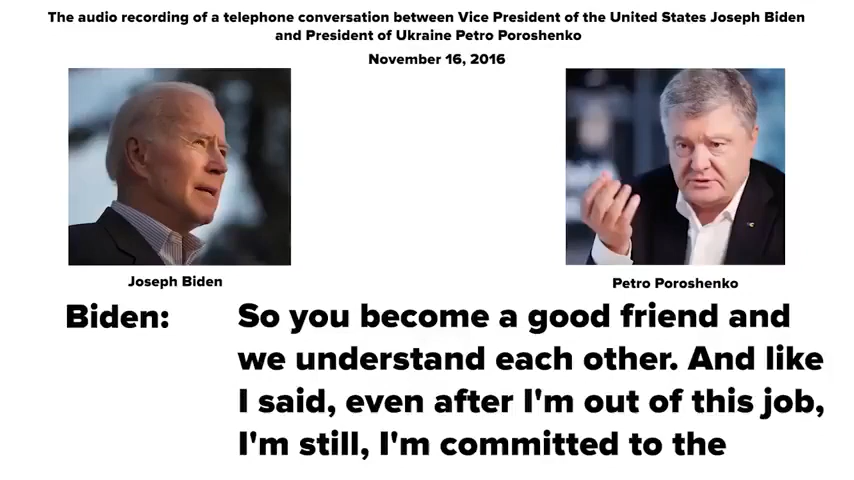 The audio recording of a telephone conversation between Vice President of the United States Joseph Biden
and President of Ukraine Petro Poroshenko
November 16, 2016
Joseph Biden
Petro Poroshenko
Biden:
So you become a good friend and
we understand each other. And like
I said, even after I'm out of this job,
I'm still, I'm committed to the